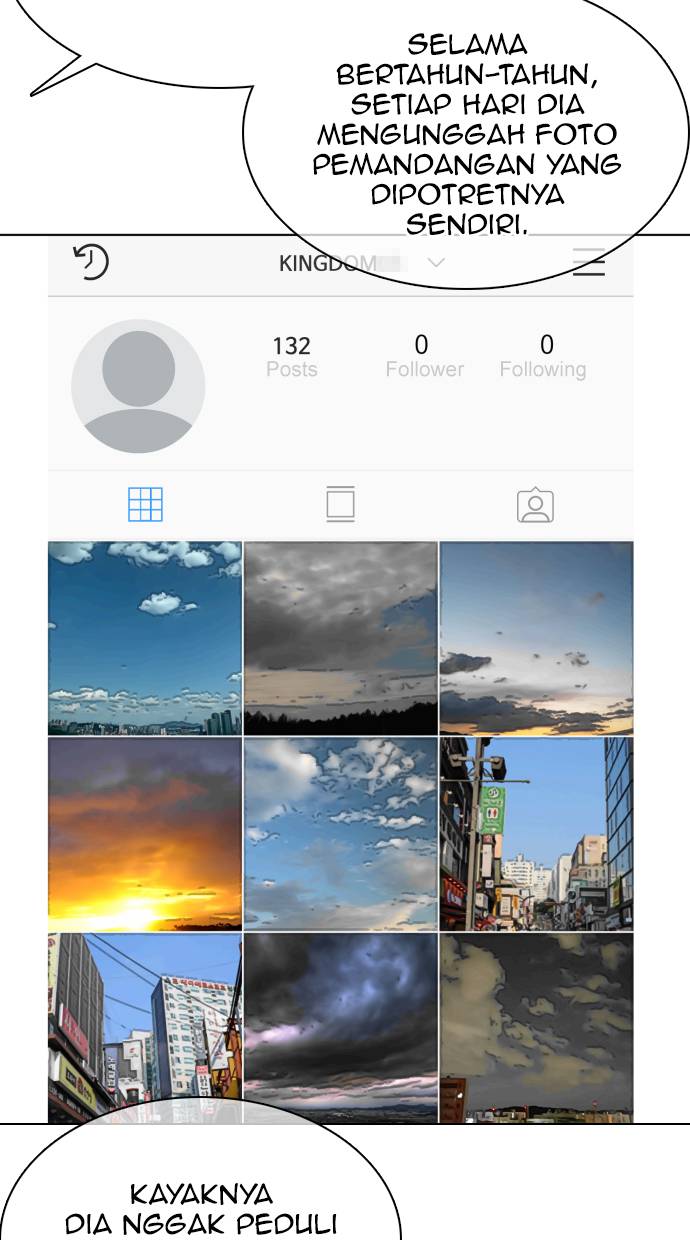 SELAMA
BERTAHUN-TAHUN,
SETIAP HARI DIA
MENGUNGGAH FOTO
PEMANDANGAN YANG
DIPOTRETNYA
SENDIRI.
KINGDOM
132 0 0
Posts Follower Following
KAYAKNYA
DIA NGGAK PEDULI